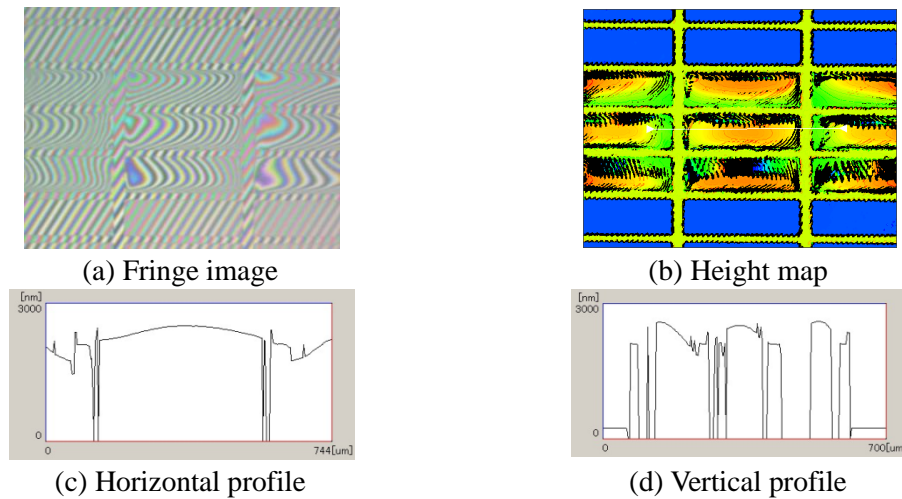 (a) Fringe image
(b) Height map
[nm]
3000
0
0
744[um]
(c) Horizontal profile
[nm]
3000
0
0
700[um]
(d) Vertical profile